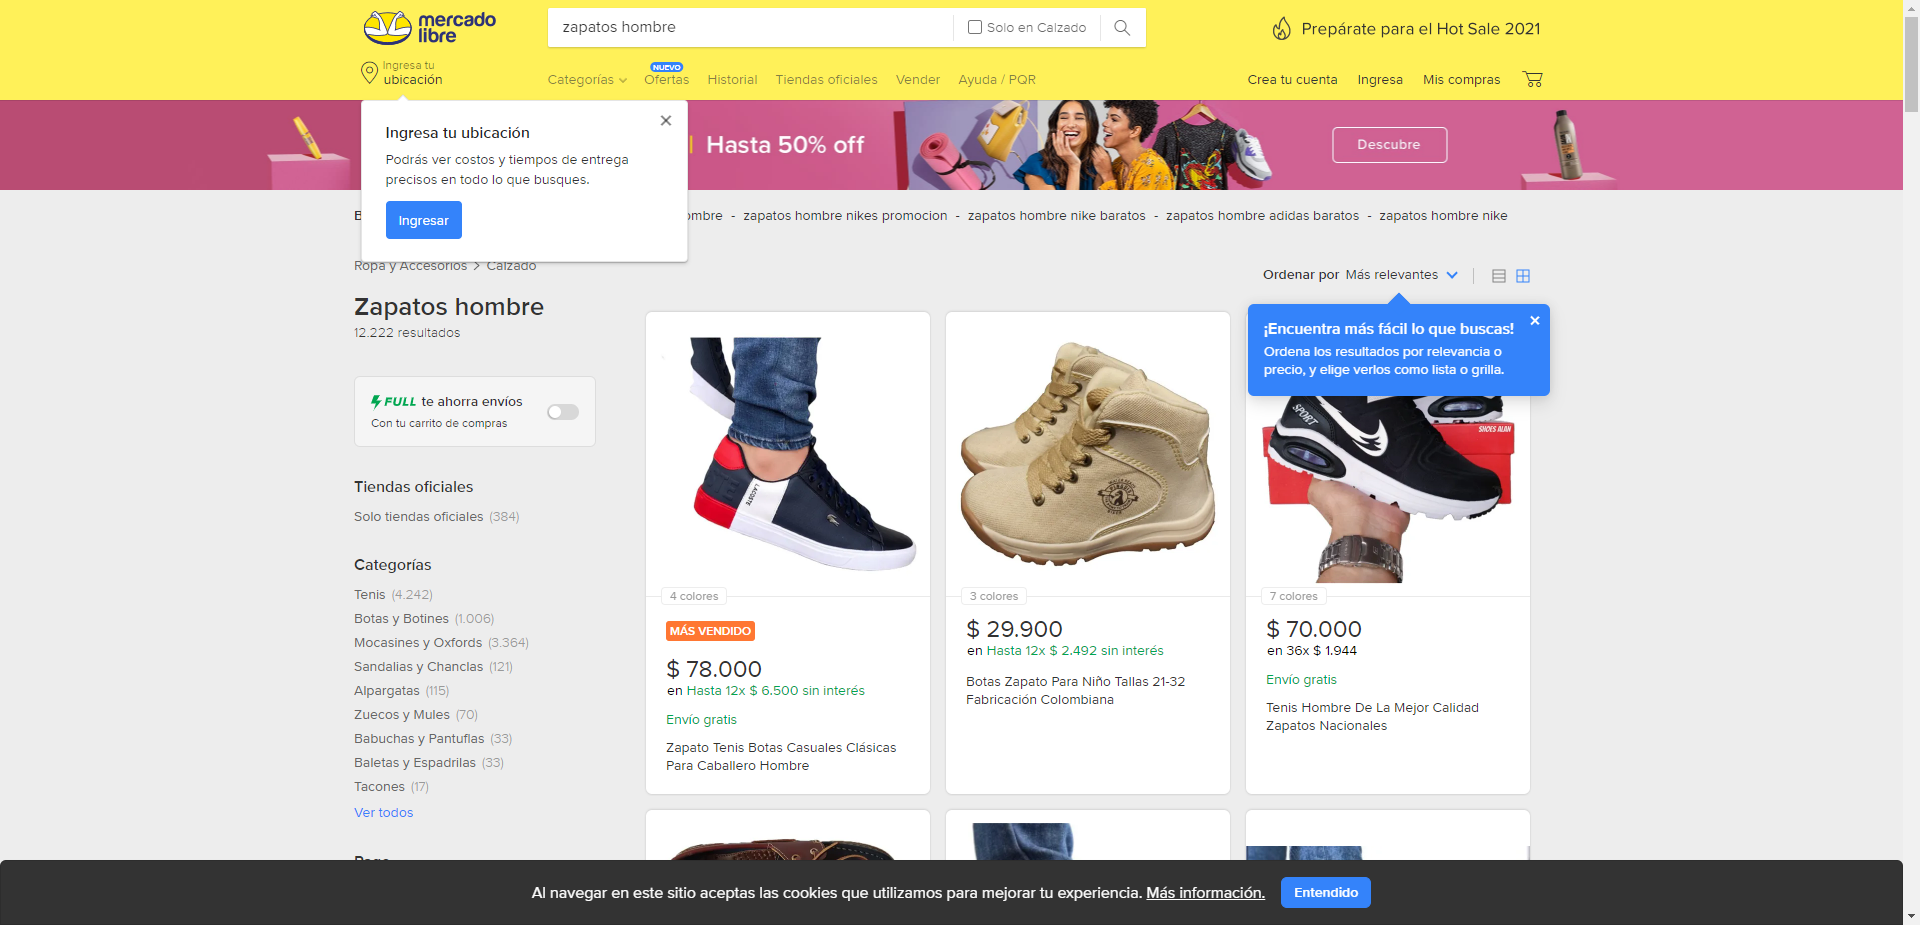 mercado
libre
zapatos hombre
Solo en Calzado
Prepárate para el Hot Sale 2021
Ingresa tu
ubicación
Categorías
NUEVO
Ofertas
Historial
Tiendas oficiales
Vender
Ayuda / PQR
Crea tu cuenta
Ingresa
Mis compras
Ingresa tu ubicación
Podrás ver costos y tiempos de entrega
precisos en todo lo que busques.
Ingresar
Hasta 50% off
Descubre
zapatos hombre nikes promocion - zapatos hombre nike baratos - zapatos hombre adidas baratos - zapatos hombre nike
Ropa y Accesorios > Calzado
Ordenar por Más relevantes
Zapatos hombre
12.222 resultados
¡Encuentra más fácil lo que buscas!
Ordena los resultados por relevancia o
precio, y elige verlos como lista o grilla.
FULL te ahorra envíos
Con tu carrito de compras
Tiendas oficiales
Solo tiendas oficiales (384)
Categorías
Tenis (4.242)
Botas y Botines (1.006)
Mocasines y Oxfords (3.364)
Sandalias y Chanclas (121)
Alpargatas (115)
Zuecos y Mules (70)
Babuchas y Pantuflas (33)
Baletas y Espadrilas (33)
Tacones (17)
Ver todos
LACOSTE
4 colores
MÁS VENDIDO
$ 78.000
en Hasta 12x $ 6.500 sin interés
Envío gratis
Zapato Tenis Botas Casuales Clásicas
Para Caballero Hombre
3 colores
$ 29.900
en Hasta 12x $ 2.492 sin interés
Botas Zapato Para Niño Tallas 21-32
Fabricación Colombiana
SPORT
SHOES ALAN
7 colores
$ 70.000
en 36x $ 1.944
Envío gratis
Tenis Hombre De La Mejor Calidad
Zapatos Nacionales
Al navegar en este sitio aceptas las cookies que utilizamos para mejorar tu experiencia. Más información.
Entendido